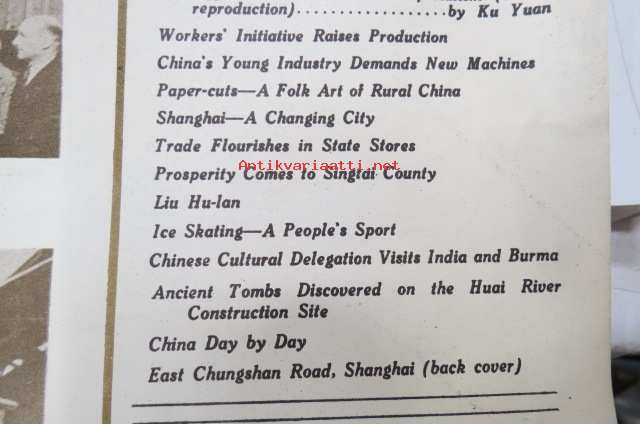 reproduction)..................by Ku Yuan
Workers' Initiative Raises Production
China's Young Industry Demands New Machines
Paper-cuts—A Folk Art of Rural China
Shanghai—A Changing City
Trade Flourishes in State Stores
Antikvariaatti.net
Prosperity Comes to Singtai County
Liu Hu-lan
Ice Skating—A People's Sport
Chinese Cultural Delegation Visits India and Burma
Ancient Tombs Discovered on the Huai River
Construction Site
China Day by Day
East Chungshan Road, Shanghai (back cover)